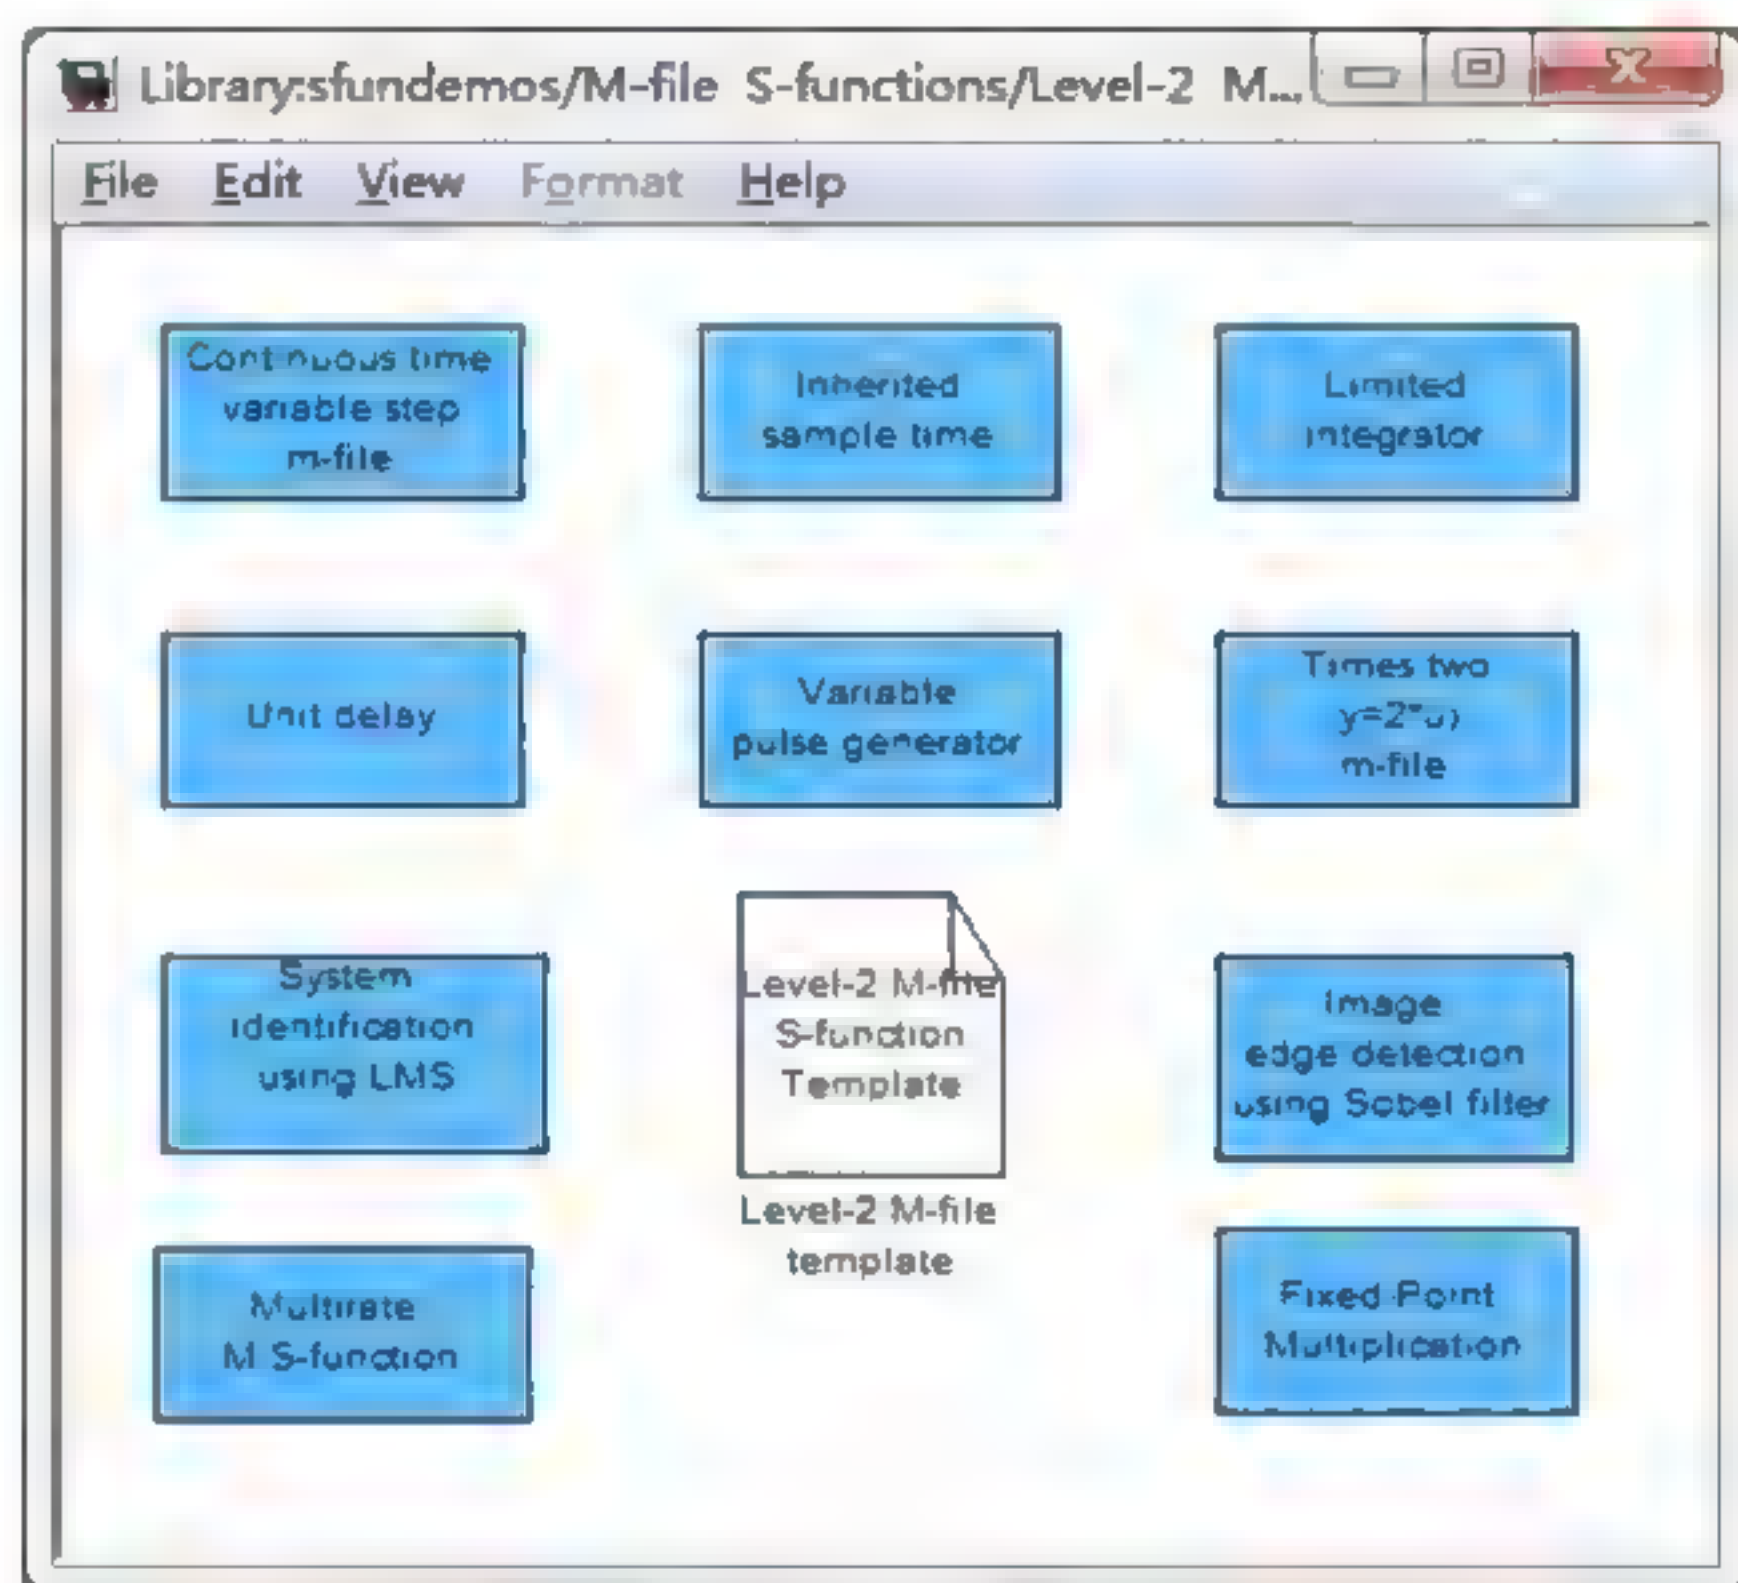 Library:sfundemos/M-file S-functions/Level-2 M...
File Edit View Format Help
Continuous time
variable step
m-file
Inherited
sample time
Limited
integrator
Unit delay
Variable
pulse generator
Times two
y=2*u)
m-file
System
identification
using LMS
Level-2 M-file
S-function
Template
Level-2 M-file
template
Image
edge detection
using Sobel filter
Multirate
M S-function
Fixed-Point
Multiplication